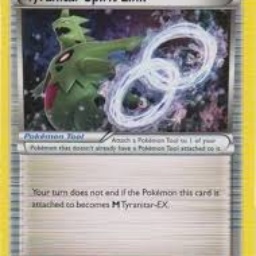 Tyranitar Spirit Link
Pokémon Tool
Attach a Pokémon Tool to 1 of your
Pokémon that doesn't already have a Pokémon Tool attached to it.
Your turn does not end if the Pokémon this card is
attached to becomes M Tyranitar-EX.